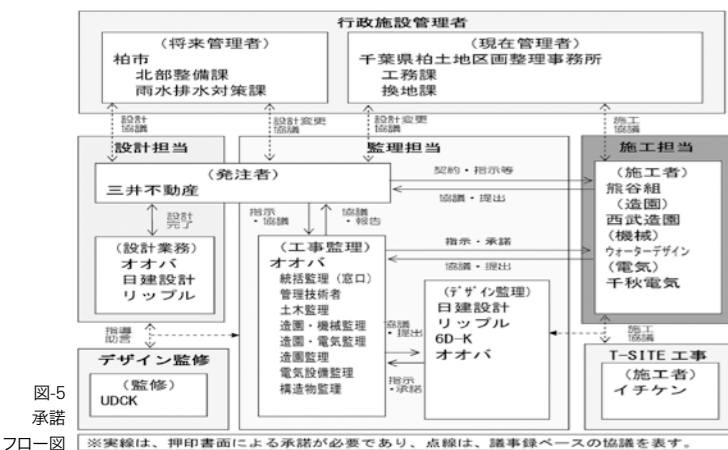 行政施設管理者
（将来管理者）
柏市
北部整備課
雨水排水対策課
（現在管理者）
千葉県柏土地区画整理事務所
工務課
換地課
設計
協議
設計変更
協議
設計変更
協議
施工
協議
設計担当
監理担当
施工担当
（発注者）
三井不動産
契約・指示等
協議・提出
（施工者）
熊谷組
（造園）
西武造園
（機械）
ウォーターデザイン
（電気）
千秋電気
設計
完了
指示
・協議
協議
・報告
（設計業務）
オオバ
日建設計
リップル
（工事監理）
オオバ
統括監理（窓口）
管理技術者
土木監理
造園・機械監理
造園・電気監理
造園監理
電気設備監理
構造物監理
指示・承諾
協議・提出
（デザイン監理）
日建設計
リップル
6D-K
オオバ
協議
・提出
指示
・承諾
指導
助言
施工
協議
デザイン監修
（監修）
UDCK
T-SITE 工事
（施工者）
イチケン
図-5
承諾
フロー図
※実線は、押印書面による承諾が必要であり、点線は、議事録ベースの協議を表す。